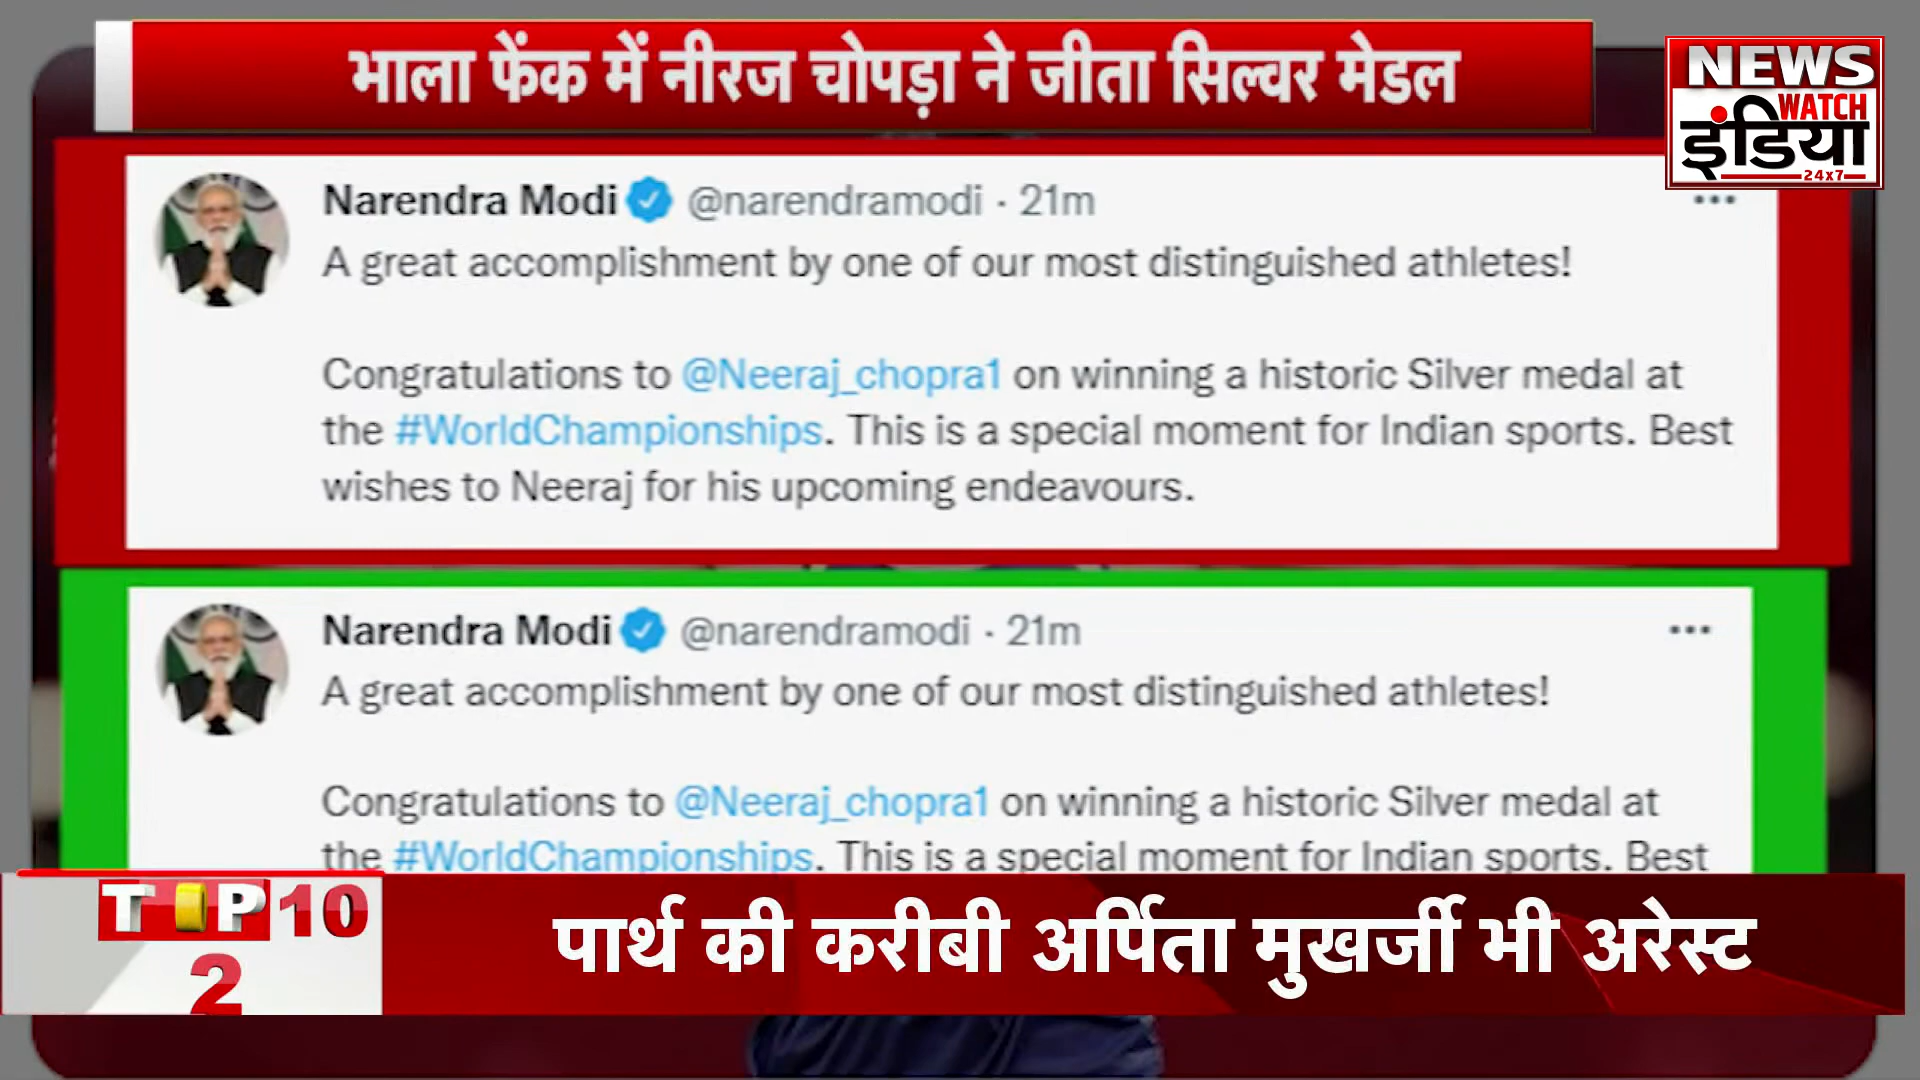 भाला फेंक में नीरज चोपड़ा ने जीता सिल्वर मेडल
NEWS
WATCH
इंडिया
24x7
Narendra Modi @narendramodi · 21m
A great accomplishment by one of our most distinguished athletes!
Congratulations to @Neeraj_chopra1 on winning a historic Silver medal at
the #WorldChampionships. This is a special moment for Indian sports. Best
wishes to Neeraj for his upcoming endeavours.
Narendra Modi @narendramodi · 21m
A great accomplishment by one of our most distinguished athletes!
Congratulations to @Neeraj_chopra1 on winning a historic Silver medal at
the #WorldChampionships. This is a special moment for Indian sports. Best
TOP 10
2
पार्थ की करीबी अर्पिता मुखर्जी भी अरेस्ट